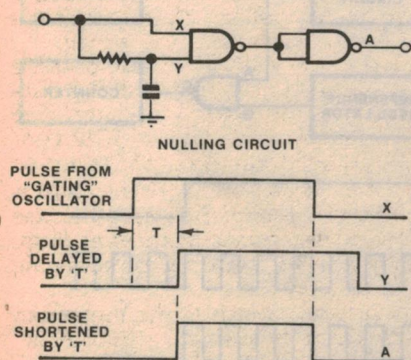 X
Y
A
NULLING CIRCUIT
PULSE FROM
"GATING"
OSCILLATOR
X
T
PULSE
DELAYED
BY 'T'
Y
PULSE
SHORTENED
BY 'T'
A